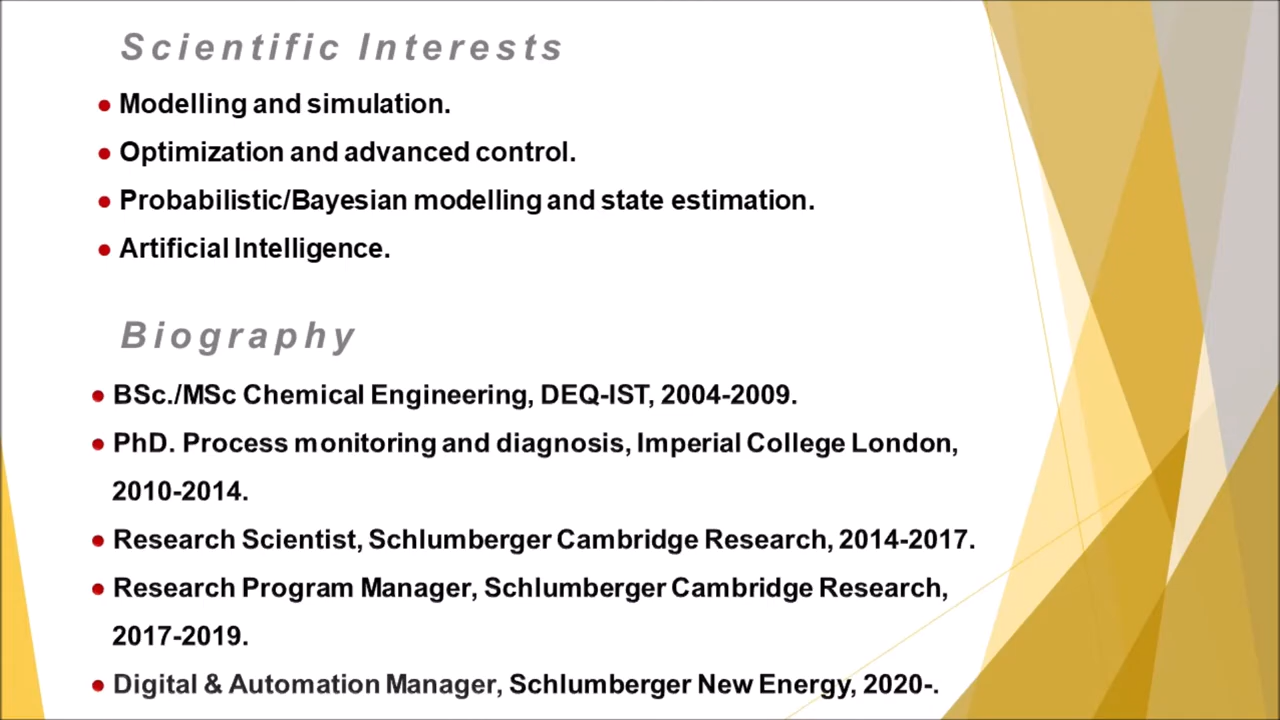 Scientific Interests
● Modelling and simulation.
● Optimization and advanced control.
● Probabilistic/Bayesian modelling and state estimation.
● Artificial Intelligence.
Biography
● BSc./MSc Chemical Engineering, DEQ-IST, 2004-2009.
● PhD. Process monitoring and diagnosis, Imperial College London,
2010-2014.
● Research Scientist, Schlumberger Cambridge Research, 2014-2017.
● Research Program Manager, Schlumberger Cambridge Research,
2017-2019.
● Digital & Automation Manager, Schlumberger New Energy, 2020-.